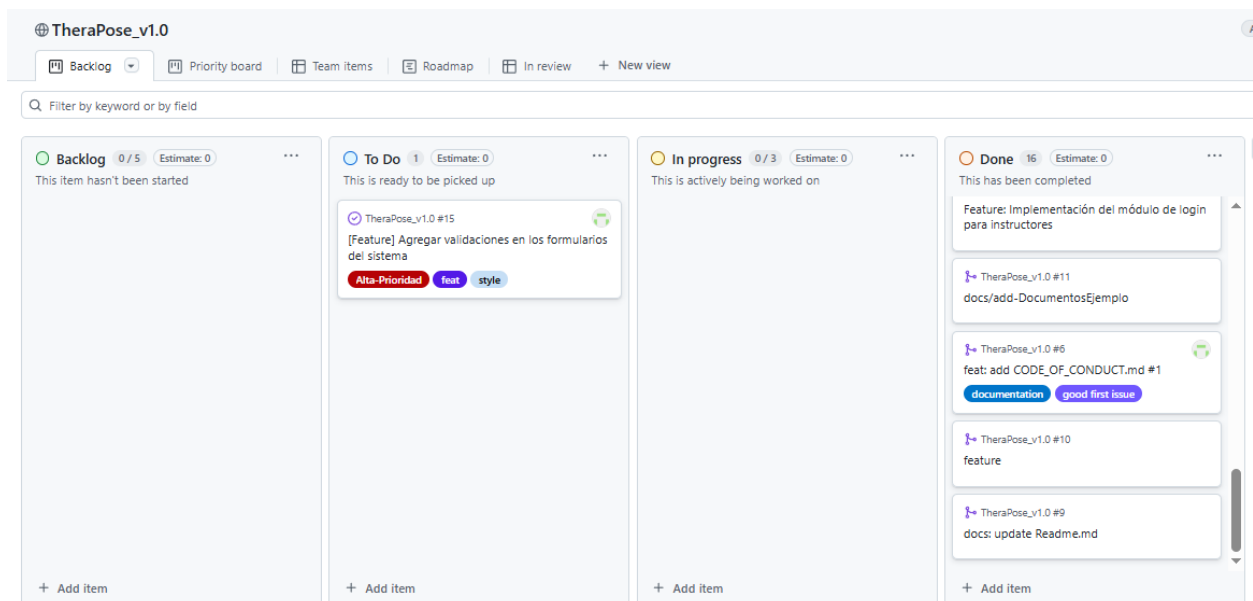 TheraPose_v1.0
Backlog
Priority board
Team items
Roadmap
In review
+ New view
Filter by keyword or by field
Backlog 0 / 5 Estimate: 0 ...
This item hasn't been started
+ Add item
To Do 1 Estimate: 0 ...
This is ready to be picked up
TheraPose_v1.0 #15
[Feature] Agregar validaciones en los formularios
del sistema
Alta-Prioridad feat style
+ Add item
In progress 0 / 3 Estimate: 0 ...
This is actively being worked on
+ Add item
Done 16 Estimate: 0 ...
This has been completed
Feature: Implementación del módulo de login
para instructores
TheraPose_v1.0 #11
docs/add-DocumentosEjemplo
TheraPose_v1.0 #6
feat: add CODE_OF_CONDUCT.md #1
documentation good first issue
TheraPose_v1.0 #10
feature
TheraPose_v1.0 #9
docs: update Readme.md
+ Add item